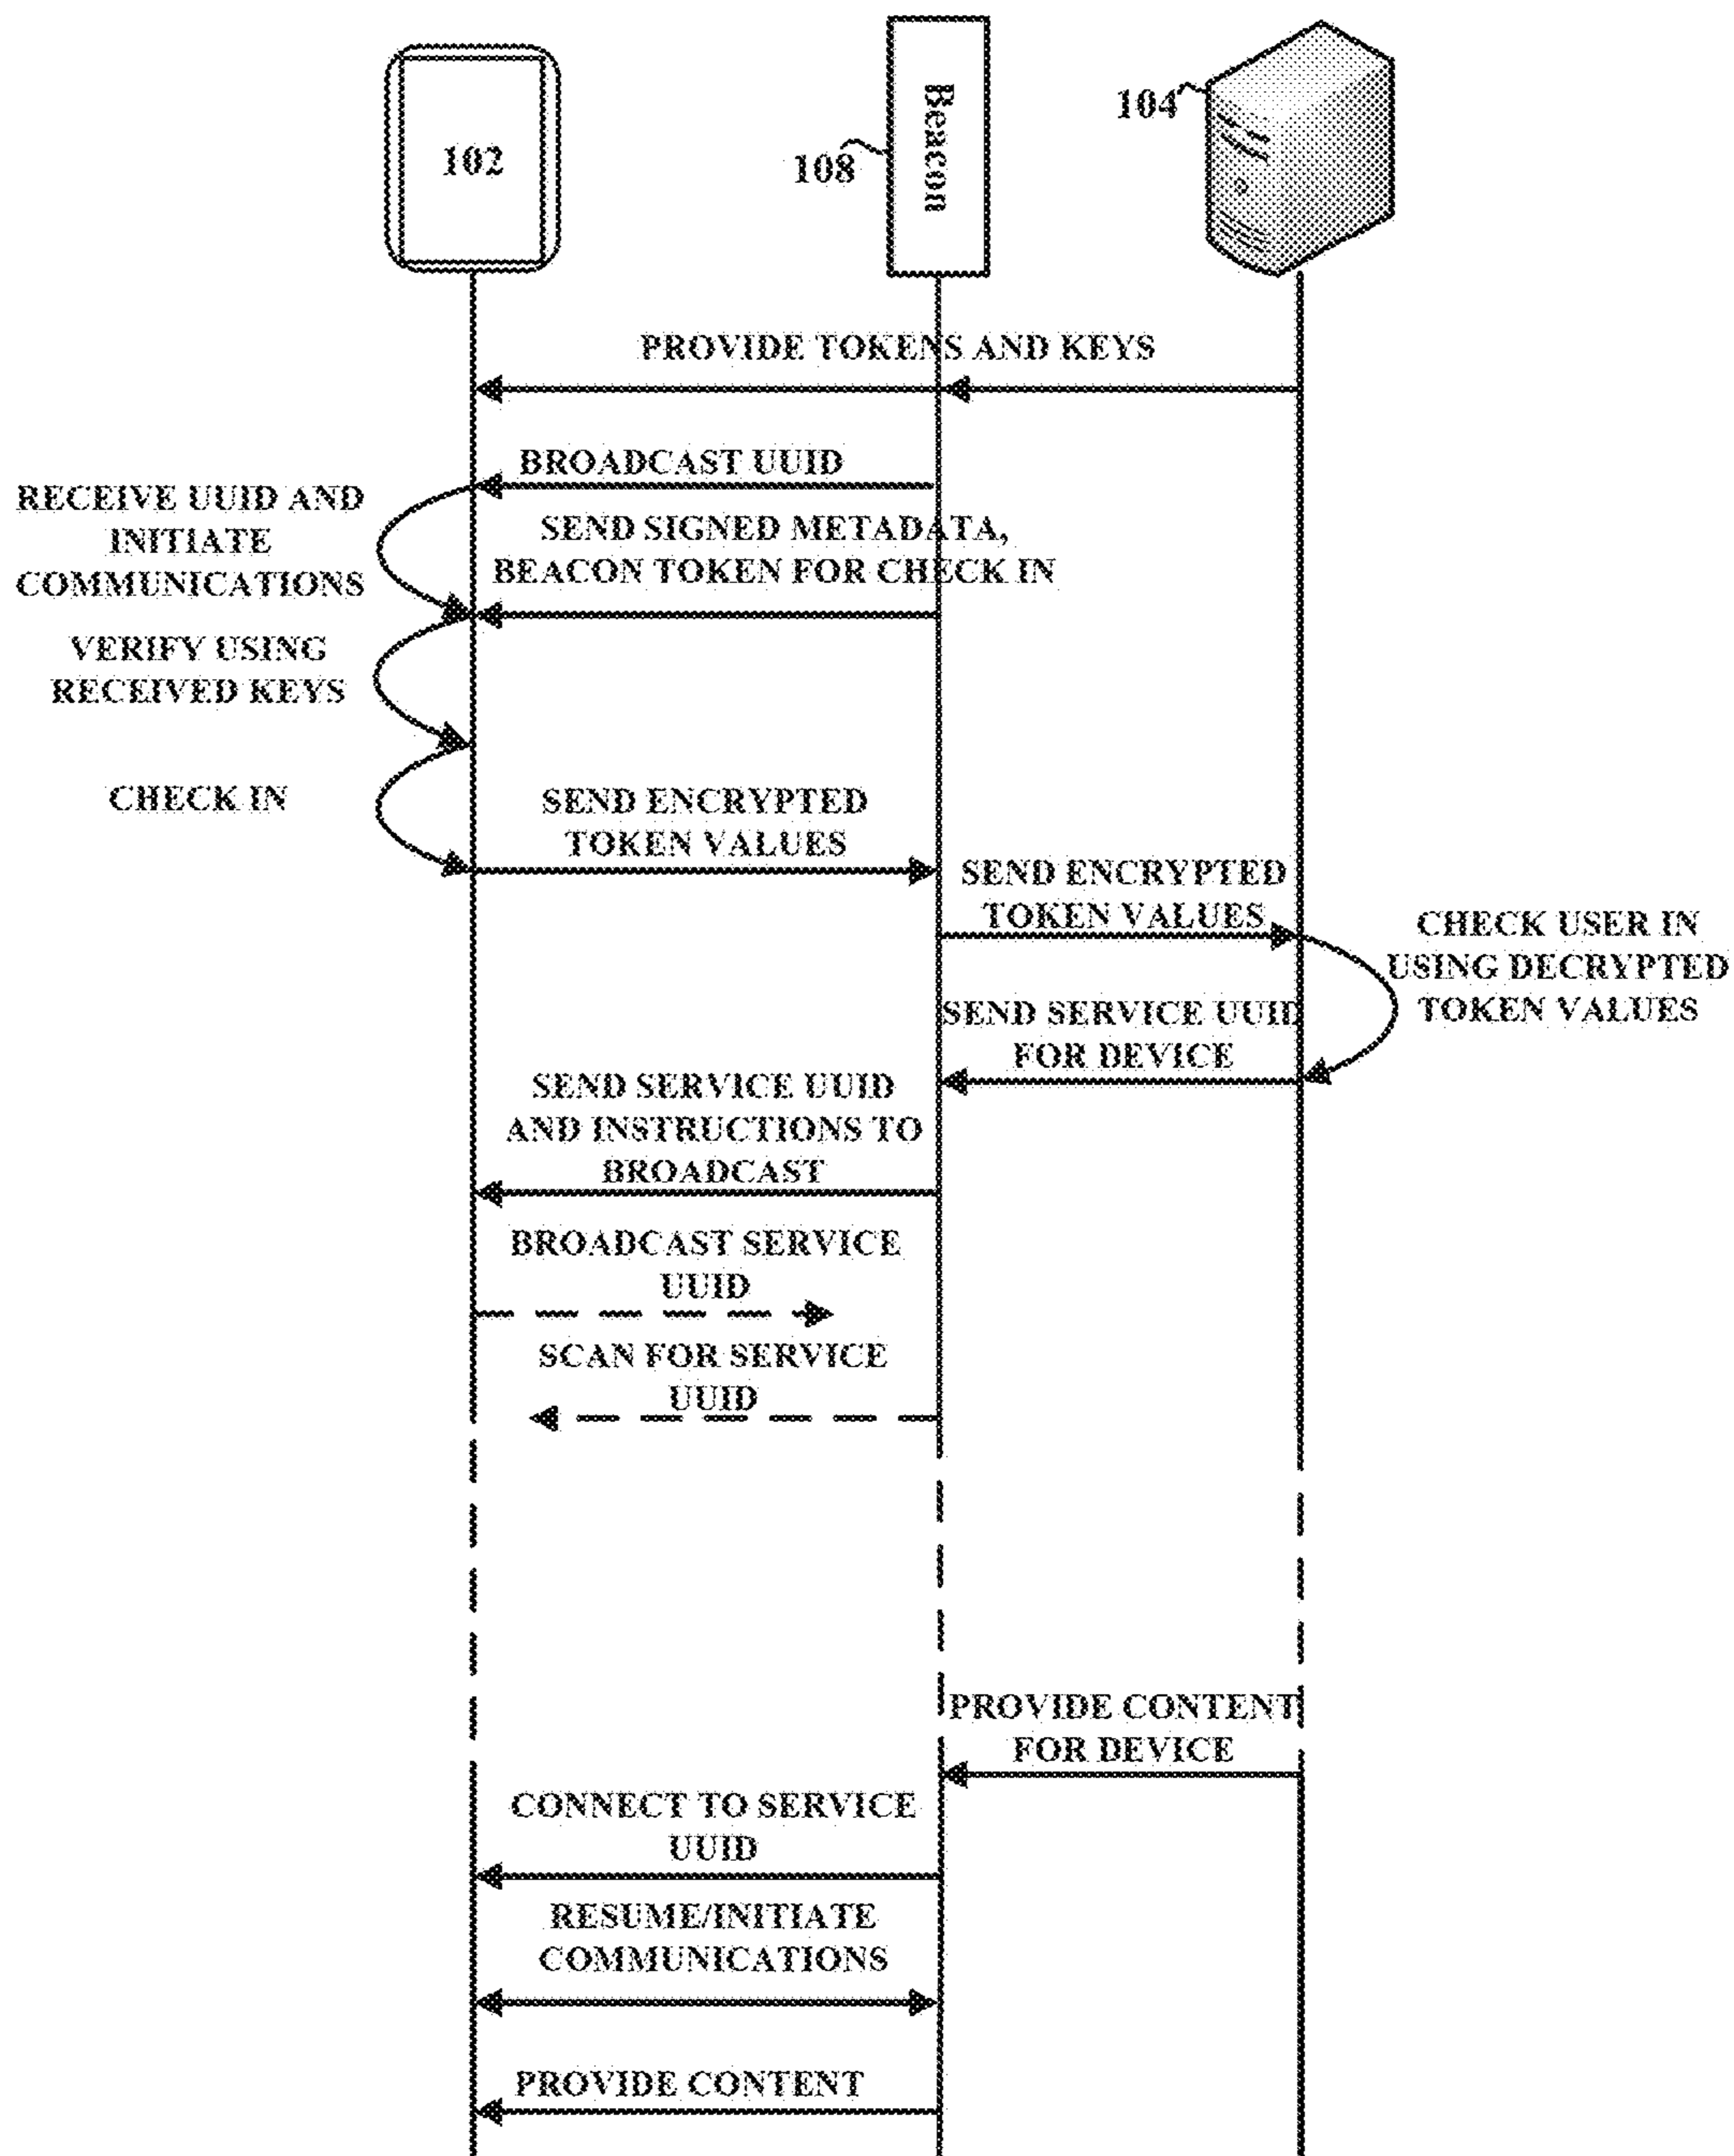 102
108
Beacon
104
PROVIDE TOKENS AND KEYS
BROADCAST UUID
RECEIVE UUID AND
INITIATE
COMMUNICATIONS
SEND SIGNED METADATA,
BEACON TOKEN FOR CHECK IN
VERIFY USING
RECEIVED KEYS
CHECK IN
SEND ENCRYPTED
TOKEN VALUES
SEND ENCRYPTED
TOKEN VALUES
CHECK USER IN
USING DECRYPTED
TOKEN VALUES
SEND SERVICE UUID
FOR DEVICE
SEND SERVICE UUID
AND INSTRUCTIONS TO
BROADCAST
BROADCAST SERVICE
UUID
SCAN FOR SERVICE
UUID
PROVIDE CONTENT
FOR DEVICE
CONNECT TO SERVICE
UUID
RESUME/INITIATE
COMMUNICATIONS
PROVIDE CONTENT